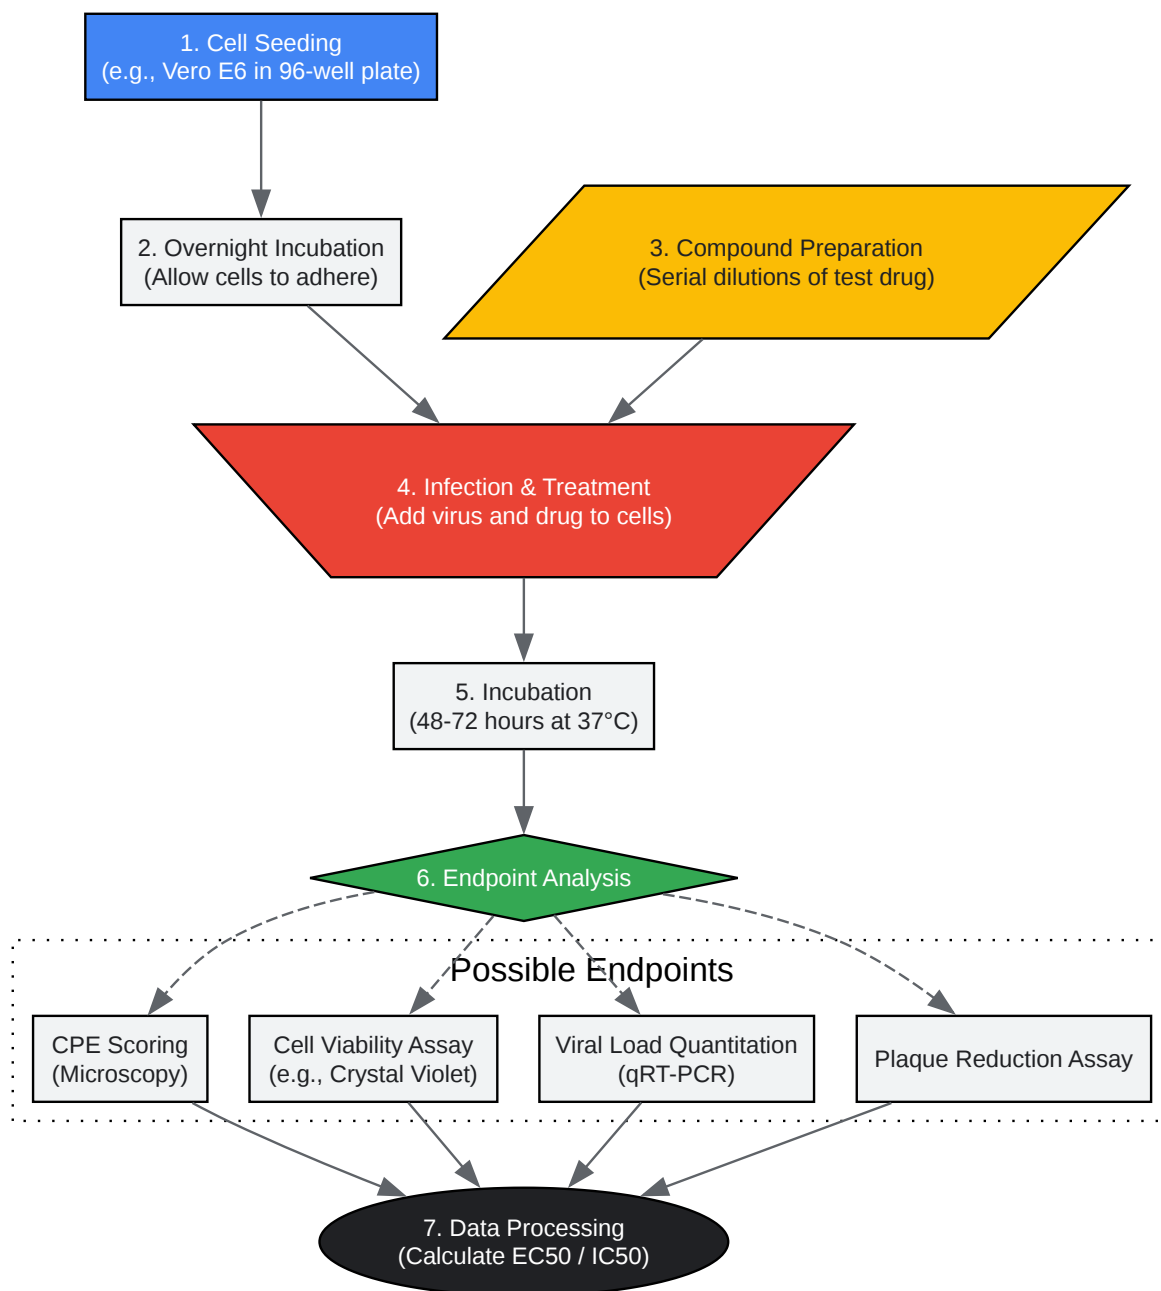 1. Cell Seeding
(e.g., Vero E6 in 96-well plate)
2. Overnight Incubation
(Allow cells to adhere)
3. Compound Preparation
(Serial dilutions of test drug)
4. Infection & Treatment
(Add virus and drug to cells)
5. Incubation
(48-72 hours at 37°C)
6. Endpoint Analysis
Possible Endpoints
CPE Scoring
(Microscopy)
Cell Viability Assay
(e.g., Crystal Violet)
Viral Load Quantitation
(qRT-PCR)
Plaque Reduction Assay
7. Data Processing
(Calculate EC50 / IC50)